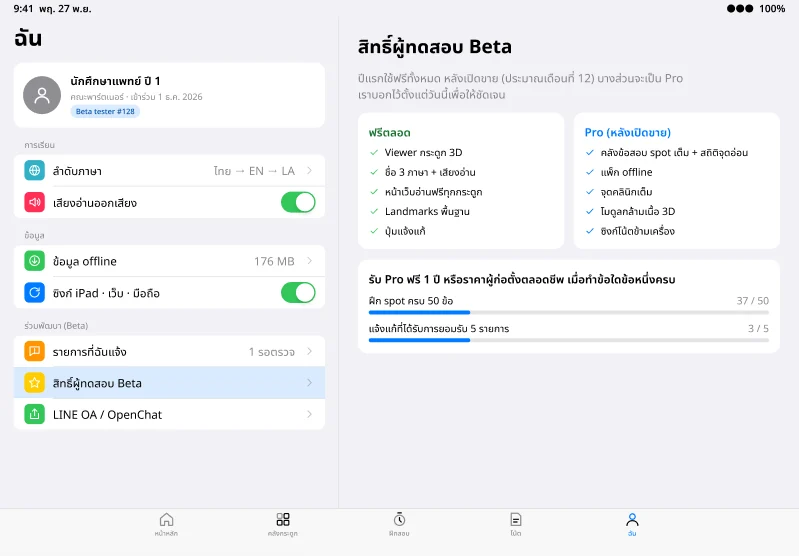 9:41 พฤ. 27 พ.ย.
100%
ฉัน
นักศึกษาแพทย์ ปี 1
คณะพาร์ตเนอร์ · เข้าร่วม 1 ธ.ค. 2026
Beta tester #128
การเรียน
ลำดับภาษา
ไทย → EN → LA
เสียงอ่านออกเสียง
ข้อมูล
ข้อมูล offline
176 MB
ซิงก์ iPad · เว็บ · มือถือ
ร่วมพัฒนา (Beta)
รายการที่ฉันแจ้ง
1 รอตรวจ
สิทธิ์ผู้ทดสอบ Beta
LINE OA / OpenChat
สิทธิ์ผู้ทดสอบ Beta
ปีแรกใช้ฟรีทั้งหมด หลังเปิดขาย (ประมาณเดือนที่ 12) บางส่วนจะเป็น Pro
เราบอกไว้ตั้งแต่วันนี้เพื่อให้ชัดเจน
ฟรีตลอด
Viewer กระดูก 3D
ชื่อ 3 ภาษา + เสียงอ่าน
หน้าเว็บอ่านฟรีทุกกระดูก
Landmarks พื้นฐาน
ปุ่มแจ้งแก้
Pro (หลังเปิดขาย)
คลังข้อสอบ spot เต็ม + สถิติจุดอ่อน
แพ็ก offline
จุดคลินิกเต็ม
โมดูลกล้ามเนื้อ 3D
ซิงก์โน้ตข้ามเครื่อง
รับ Pro ฟรี 1 ปี หรือราคาผู้ก่อตั้งตลอดชีพ เมื่อทำข้อใดข้อหนึ่งครบ
ฝึก spot ครบ 50 ข้อ
37 / 50
แจ้งแก้ที่ได้รับการยอมรับ 5 รายการ
3 / 5
หน้าหลัก
คลังกระดูก
ฝึกสอบ
โน้ต
ฉัน